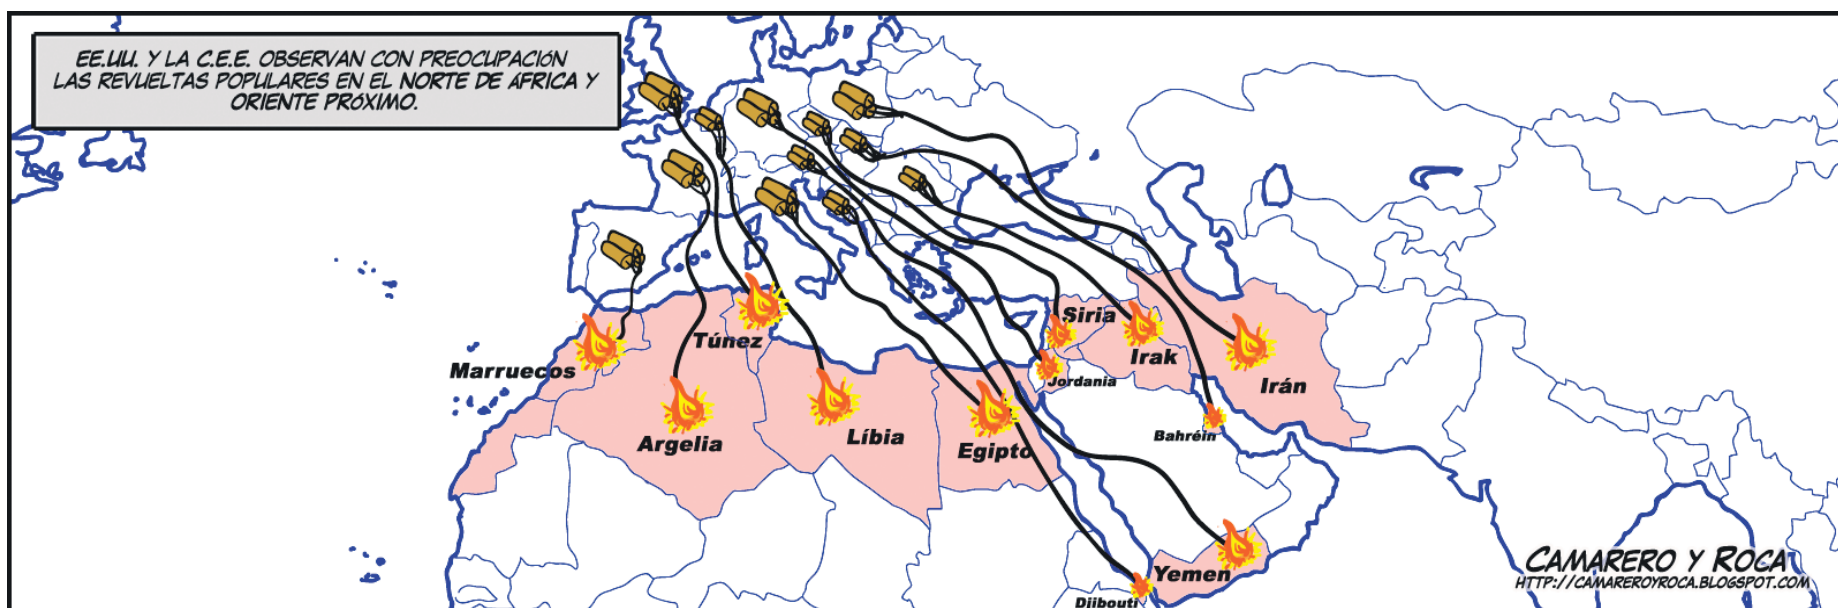 EE.UU. Y LA C.E.E. OBSERVAN CON PREOCUPACIÓN
LAS REVUELTAS POPULARES EN EL NORTE DE ÁFRICA Y
ORIENTE PRÓXIMO.
Siria
Túnez
Irak
Marruecos
Jordania
Irán
Bahréin
Líbia
Argelia
Egipto
CAMARERO Y ROCA
Yemen
HTTP://CAMAREROYROCA.BLOGSPOT.COM
Djibouti